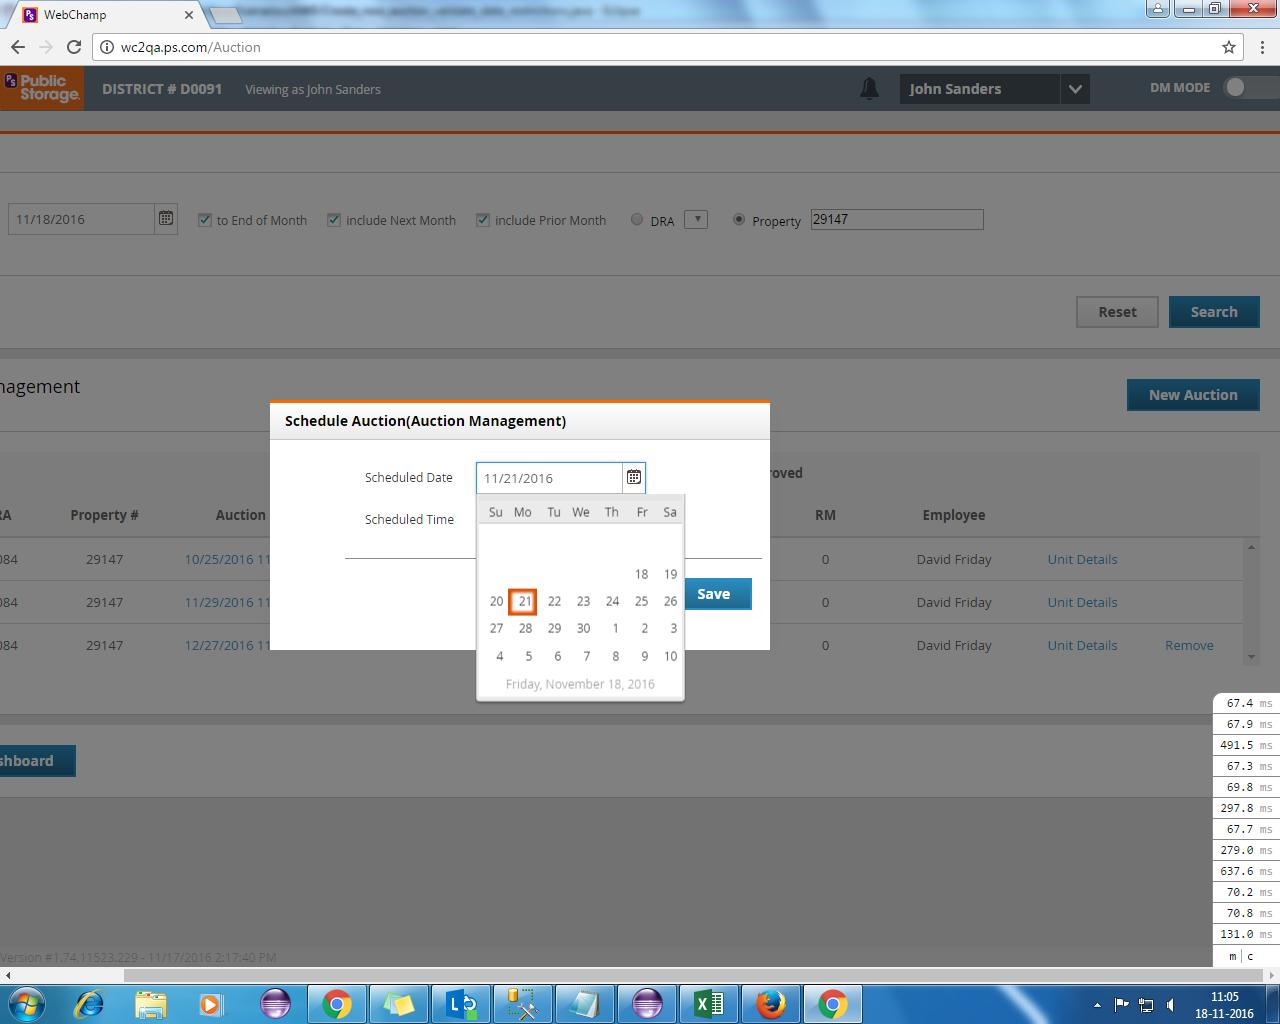 WebChamp
wc2qa.ps.com/Auction
PS Public Storage.
DISTRICT # D0091 Viewing as John Sanders John Sanders DM MODE
11/18/2016 to End of Month include Next Month include Prior Month DRA Property 29147
Reset Search
nagement
New Auction
Schedule Auction(Auction Management)
Scheduled Date 11/21/2016
Scheduled Time
Su Mo Tu We Th Fr Sa
18 19
20 21 22 23 24 25 26
27 28 29 30 1 2 3
4 5 6 7 8 9 10
Friday, November 18, 2016
Save
roved
RA Property # Auction RM Employee
084 29147 10/25/2016 11 0 David Friday Unit Details
084 29147 11/29/2016 11 0 David Friday Unit Details
084 29147 12/27/2016 11 0 David Friday Unit Details Remove
shboard
67.4 ms
67.9 ms
491.5 ms
67.3 ms
69.8 ms
297.8 ms
67.7 ms
279.0 ms
637.6 ms
70.2 ms
70.8 ms
131.0 ms
m | c
Version #1.74.11523.229 - 11/17/2016 2:17:40 PM
11:05
18-11-2016